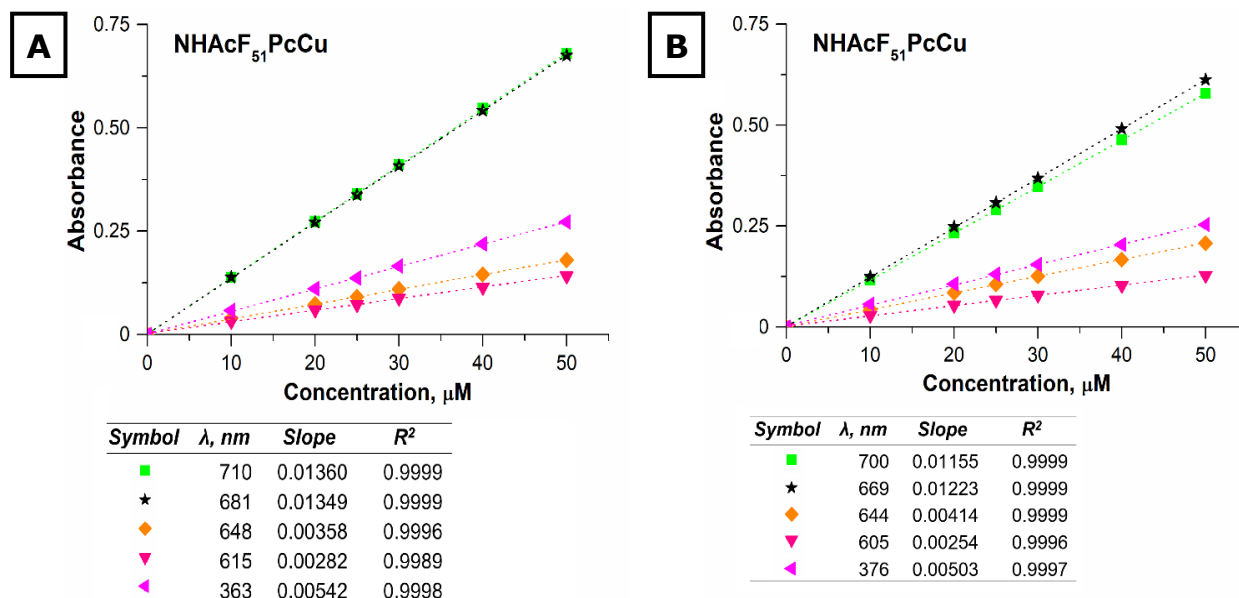 A
NHAcF₅₁PcCu
Absorbance
0.75
0.50
0.25
0
0 10 20 30 40 50
Concentration, μM
Symbol λ, nm Slope R²
710 0.01360 0.9999
681 0.01349 0.9999
648 0.00358 0.9996
615 0.00282 0.9989
363 0.00542 0.9998
B
NHAcF₅₁PcCu
Absorbance
0.75
0.50
0.25
0
0 10 20 30 40 50
Concentration, μM
Symbol λ, nm Slope R²
700 0.01155 0.9999
669 0.01223 0.9999
644 0.00414 0.9999
605 0.00254 0.9996
376 0.00503 0.9997